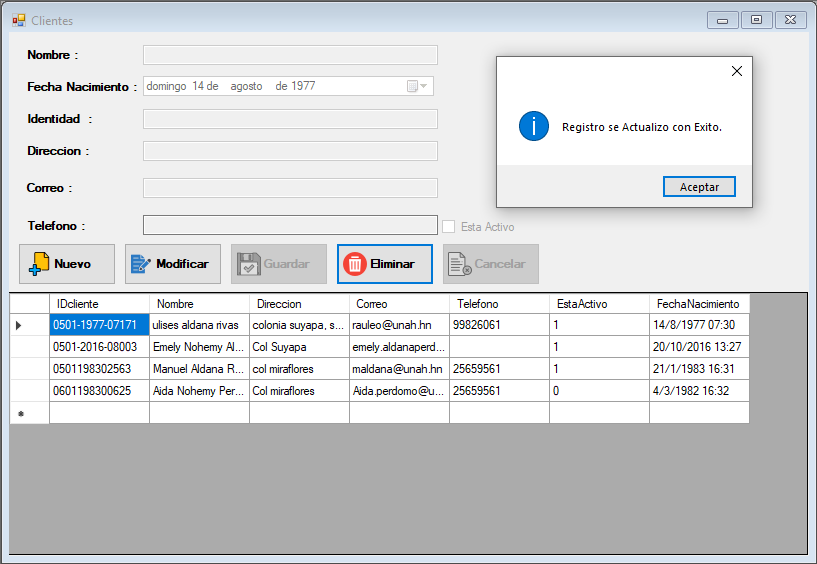 Clientes
Nombre :
Fecha Nacimiento : domingo 14 de agosto de 1977
Identidad :
Direccion :
Correo :
Telefono : Esta Activo
Registro se Actualizo con Exito.
Aceptar
Nuevo Modificar Guardar Eliminar Cancelar
IDcliente Nombre Direccion Correo Telefono EstaActivo FechaNacimiento
0501-1977-07171 ulises aldana rivas colonia suyapa, s... rauleo@unah.hn 99826061 1 14/8/1977 07:30
0501-2016-08003 Emely Nohemy Al... Col Suyapa emely.aldanaperd... 1 20/10/2016 13:27
0501198302563 Manuel Aldana R... col miraflores maldana@unah.hn 25659561 1 21/1/1983 16:31
0601198300625 Aida Nohemy Per... Col miraflores Aida.perdomo@u... 25659561 0 4/3/1982 16:32